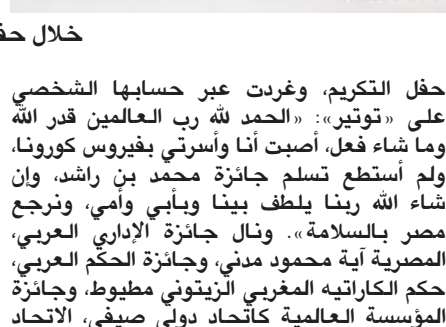 خلال حف
حفل التكريم، وغردت عبر حسابها الشخصي
على «تويتر»: «الحمد لله رب العالمين قدر الله
وما شاء فعل، أصبت أنا وأسرتي بفيروس كورونا،
ولم أستطع تسلم جائزة محمد بن راشد، وإن
شاء الله ربنا يلطف بينا وبأبي وأمي، ونرجع
مصر بالسلامة». ونال جائزة الإداري العربي،
المصرية آية محمود مدني، وجائزة الحكم العربي،
حكم الكاراتيه المغربي الزيتوني مطيوط، وجائزة
المؤسسة العالمية كاتحاد دولي صيفي، الاتحاد